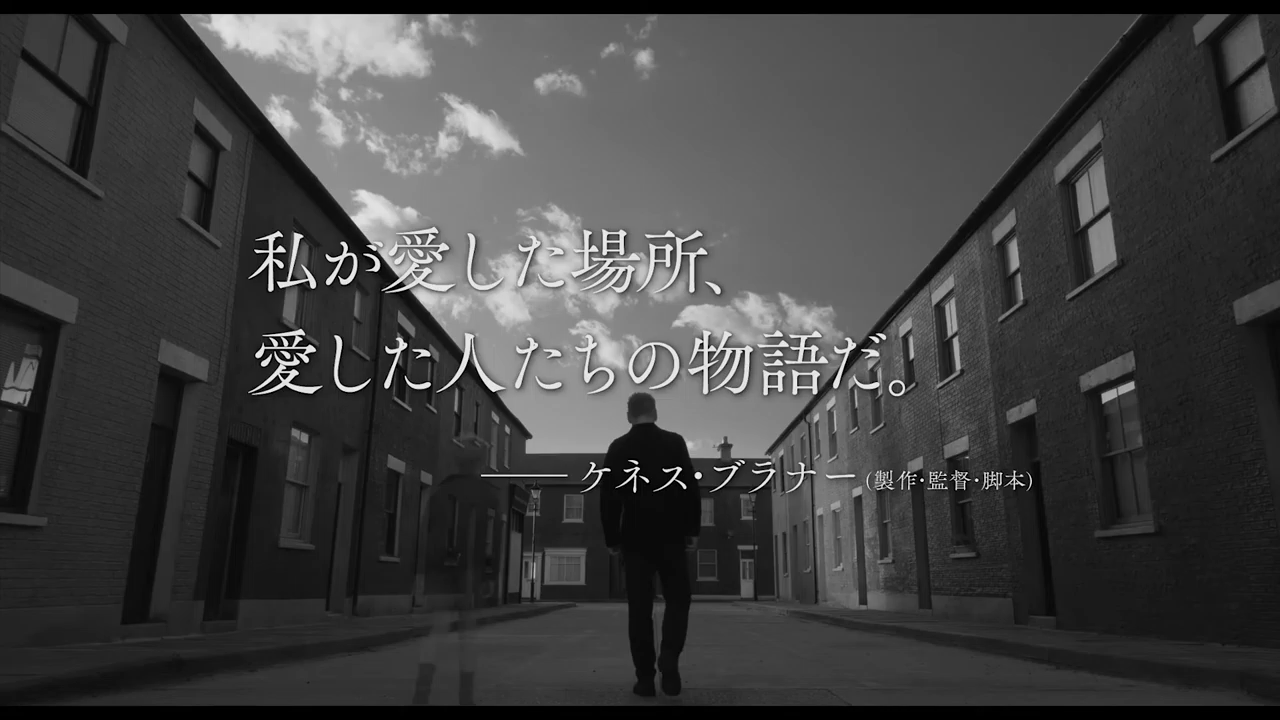 私が愛した場所、
愛した人たちの物語だ。
── ケネス・ブラナー (製作・監督・脚本)